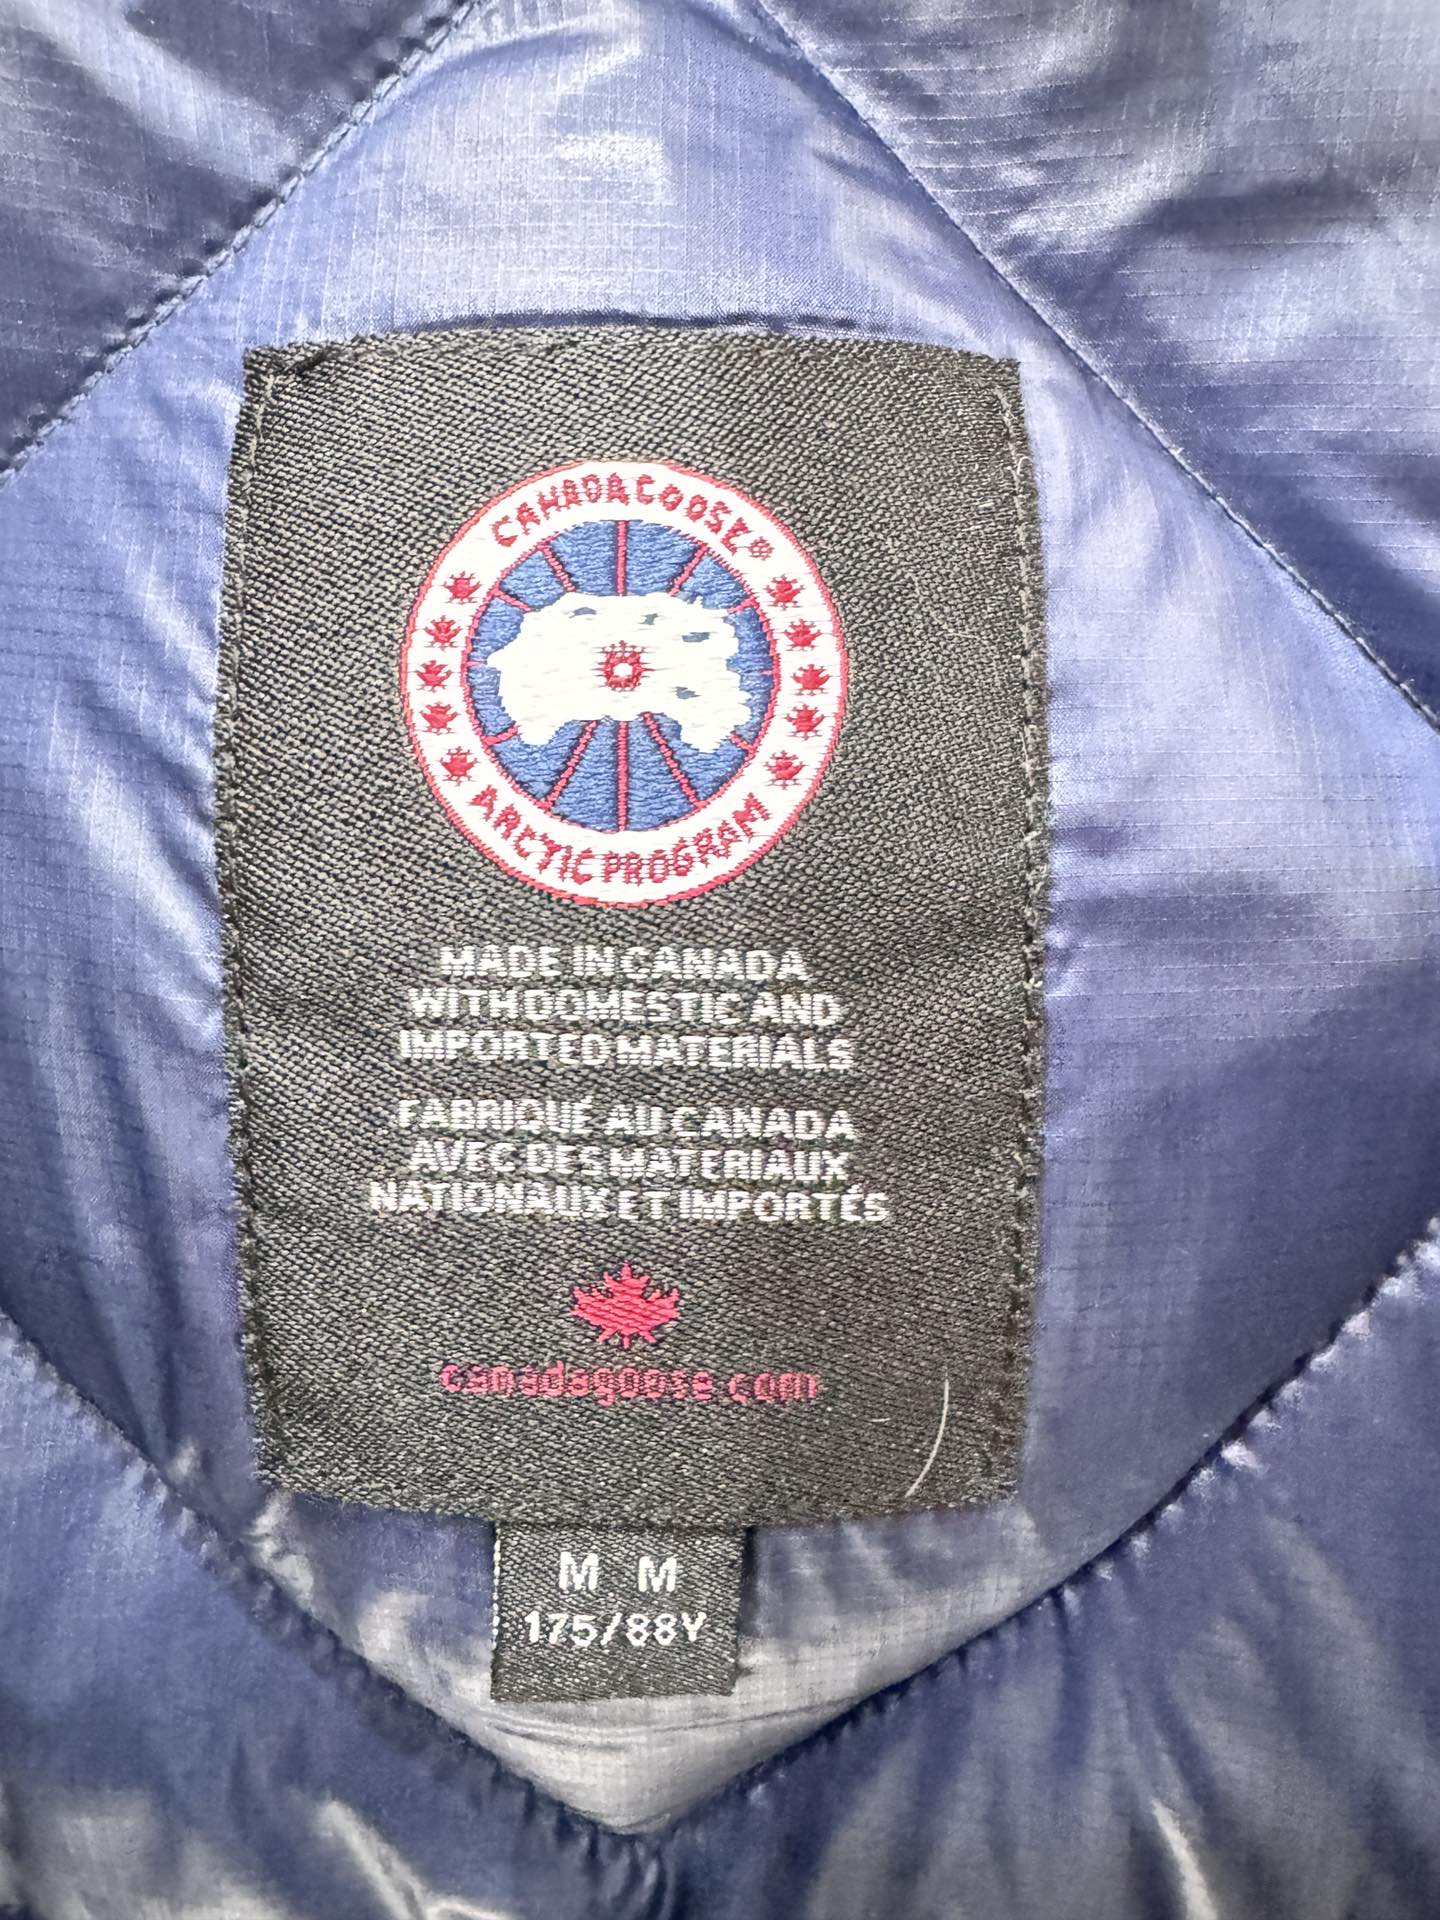 CANADA GOOSE®
ARCTIC PROGRAM
MADE IN CANADA
WITH DOMESTIC AND
IMPORTED MATERIALS
FABRIQUÉ AU CANADA
AVEC DES MATERIAUX
NATIONAUX ET IMPORTÉS
canadagoose.com
M M
175/88Y